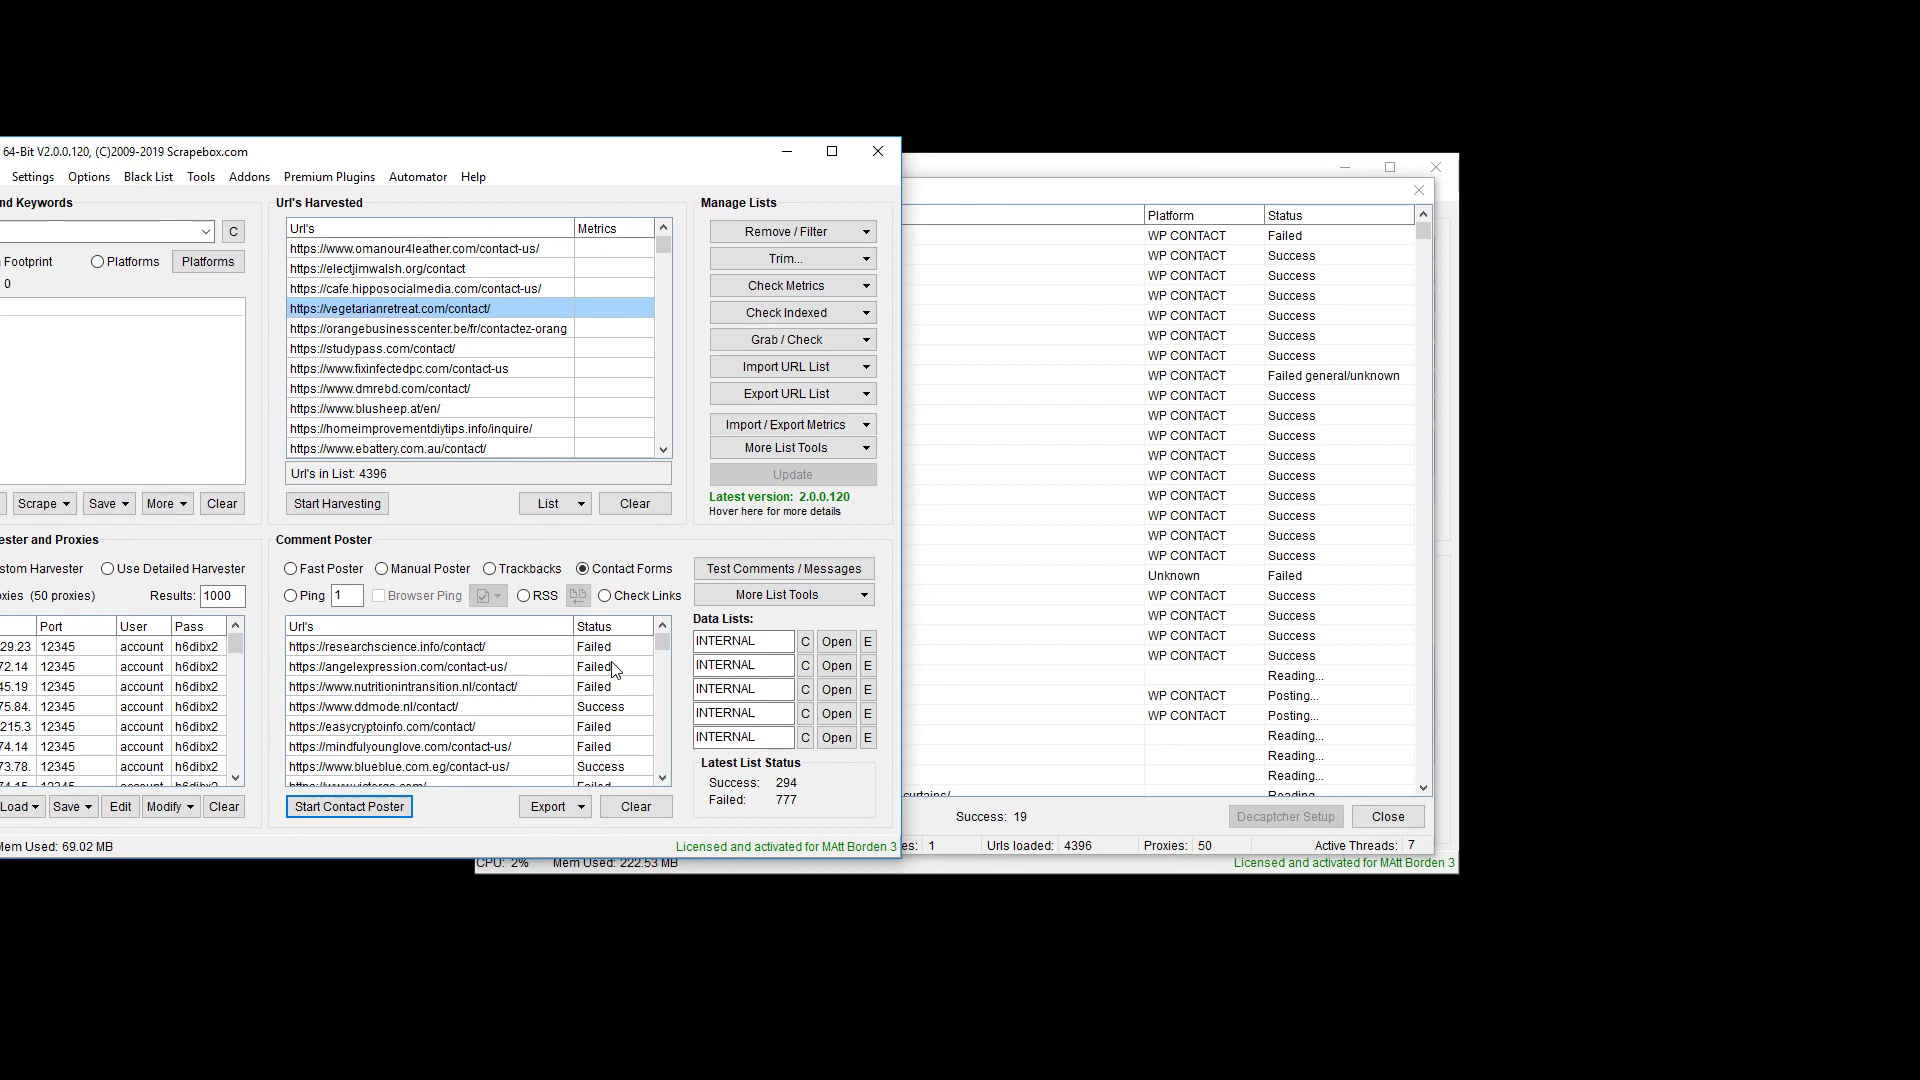 64-Bit V2.0.0.120, (C)2009-2019 Scrapebox.com
Settings Options Black List Tools Addons Premium Plugins Automator Help
nd Keywords
C
Footprint Platforms Platforms
0
Scrape Save More Clear
Url's Harvested
Url's Metrics
https://www.omanour4leather.com/contact-us/
https://electjimwalsh.org/contact
https://cafe.hipposocialmedia.com/contact-us/
https://vegetarianretreat.com/contact/
https://orangebusinesscenter.be/fr/contactez-orang
https://studypass.com/contact/
https://www.fixinfectedpc.com/contact-us
https://www.dmrebd.com/contact/
https://www.blusheep.at/en/
https://homeimprovementdiytips.info/inquire/
https://www.ebattery.com.au/contact/
Url's in List: 4396
Start Harvesting List Clear
Manage Lists
Remove / Filter
Trim...
Check Metrics
Check Indexed
Grab / Check
Import URL List
Export URL List
Import / Export Metrics
More List Tools
Update
Latest version: 2.0.0.120
Hover here for more details
ester and Proxies
stom Harvester Use Detailed Harvester
xies (50 proxies) Results: 1000
Port User Pass
29.23 12345 account h6dibx2
72.14 12345 account h6dibx2
45.19 12345 account h6dibx2
75.84. 12345 account h6dibx2
215.3 12345 account h6dibx2
74.14 12345 account h6dibx2
73.78. 12345 account h6dibx2
74.15 12345 account h6dibx2
Load Save Edit Modify Clear
Comment Poster
Fast Poster Manual Poster Trackbacks Contact Forms
Ping 1 Browser Ping RSS Check Links
Url's Status
https://researchscience.info/contact/ Failed
https://angelexpression.com/contact-us/ Failed
https://www.nutritionintransition.nl/contact/ Failed
https://www.ddmode.nl/contact/ Success
https://easycryptoinfo.com/contact/ Failed
https://mindfulyounglove.com/contact-us/ Failed
https://www.blueblue.com.eg/contact-us/ Success
Failed
Start Contact Poster Export Clear
Test Comments / Messages
More List Tools
Data Lists:
INTERNAL C Open E
INTERNAL C Open E
INTERNAL C Open E
INTERNAL C Open E
INTERNAL C Open E
Latest List Status
Success: 294
Failed: 777
Mem Used: 69.02 MB Licensed and activated for MAtt Borden 3
Platform Status
WP CONTACT Failed
WP CONTACT Success
WP CONTACT Success
WP CONTACT Success
WP CONTACT Success
WP CONTACT Success
WP CONTACT Success
WP CONTACT Failed general/unknown
WP CONTACT Success
WP CONTACT Success
WP CONTACT Success
WP CONTACT Success
WP CONTACT Success
WP CONTACT Success
WP CONTACT Success
WP CONTACT Success
WP CONTACT Success
Unknown Failed
WP CONTACT Success
WP CONTACT Success
WP CONTACT Success
WP CONTACT Success
Reading...
WP CONTACT Posting...
WP CONTACT Posting...
Reading...
Reading...
Reading...
curtains/ Reading
Success: 19 Decaptcher Setup Close
es: 1 Urls loaded: 4396 Proxies: 50 Active Threads: 7
CPU: 2% Mem Used: 222.53 MB Licensed and activated for MAtt Borden 3